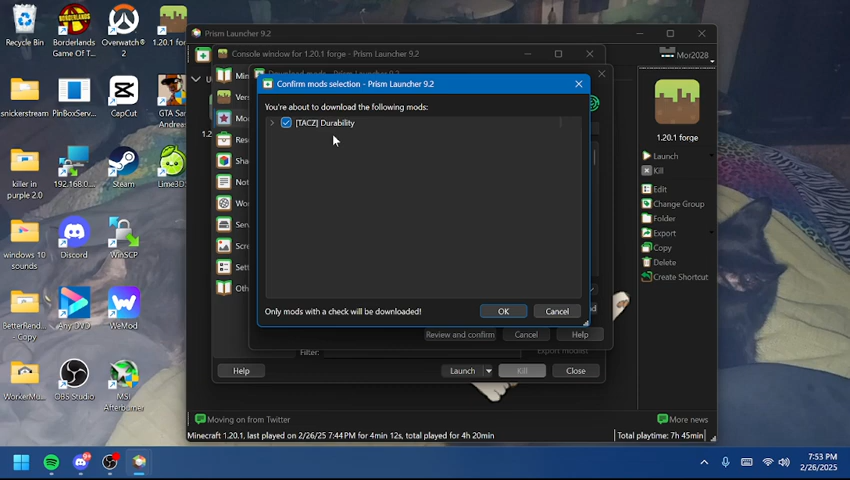 Recycle Bin
Borderlands Game Of T...
Overwatch® 2
Prism Launcher 9.2
Console window for 1.20.1 forge - Prism Launcher 9.2
Mor2028
Confirm mods selection - Prism Launcher 9.2
You're about to download the following mods:
[TACZ] Durability
snickerstream
PinBoxServ...
CapCut
GTA San Andreas
1.20.1 forge
Launch
Kill
killer in purple 2.0
192.168.0...
Steam
Lime3D
Edit
Change Group
Folder
Export
Copy
Delete
Create Shortcut
windows 10 sounds
Discord
WinSCP
BetterRend... - Copy
Any DVD
WeMod
Only mods with a check will be downloaded!
OK
Cancel
Review and confirm
Cancel
Help
Filter:
Export modlist
Help
Launch
Kill
Close
WorkerMu...
OBS Studio
MSI Afterburner
Moving on from Twitter
More news
Minecraft 1.20.1, last played on 2/26/25 7:44 PM for 4min 12s, total played for 4h 20min
Total playtime: 7h 45min
7:53 PM
2/26/2025